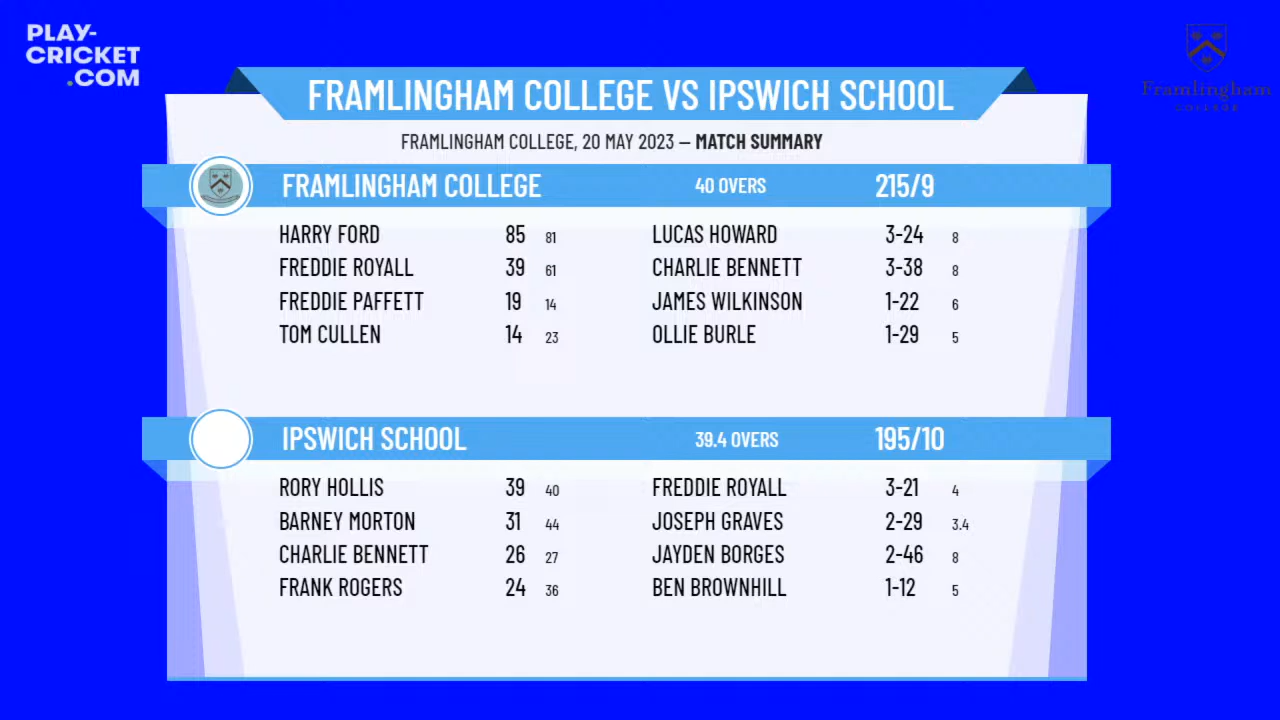 PLAY-
CRICKET
.COM
Framlingham
COLLEGE
FRAMLINGHAM COLLEGE VS IPSWICH SCHOOL
FRAMLINGHAM COLLEGE, 20 MAY 2023 – MATCH SUMMARY
FRAMLINGHAM COLLEGE 40 OVERS 215/9
HARRY FORD 85 81 LUCAS HOWARD 3-24 8
FREDDIE ROYALL 39 61 CHARLIE BENNETT 3-38 8
FREDDIE PAFFETT 19 14 JAMES WILKINSON 1-22 6
TOM CULLEN 14 23 OLLIE BURLE 1-29 5
IPSWICH SCHOOL 39.4 OVERS 195/10
RORY HOLLIS 39 40 FREDDIE ROYALL 3-21 4
BARNEY MORTON 31 44 JOSEPH GRAVES 2-29 3.4
CHARLIE BENNETT 26 27 JAYDEN BORGES 2-46 8
FRANK ROGERS 24 36 BEN BROWNHILL 1-12 5